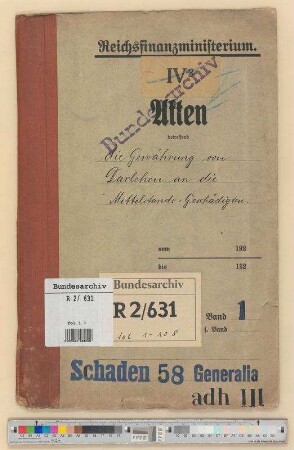 Reichsfinanzministerium.
IV
Bundesarchiv
Akten
betreffend
die Gewährung von
Darlehen an die
Mittelstands-Geschädigten.
vom 192
bis 192
Bundesarchiv
R 2/ 631
Bundesarchiv
R 2/631
Band 1
Schaden 58 Generalia
adh III